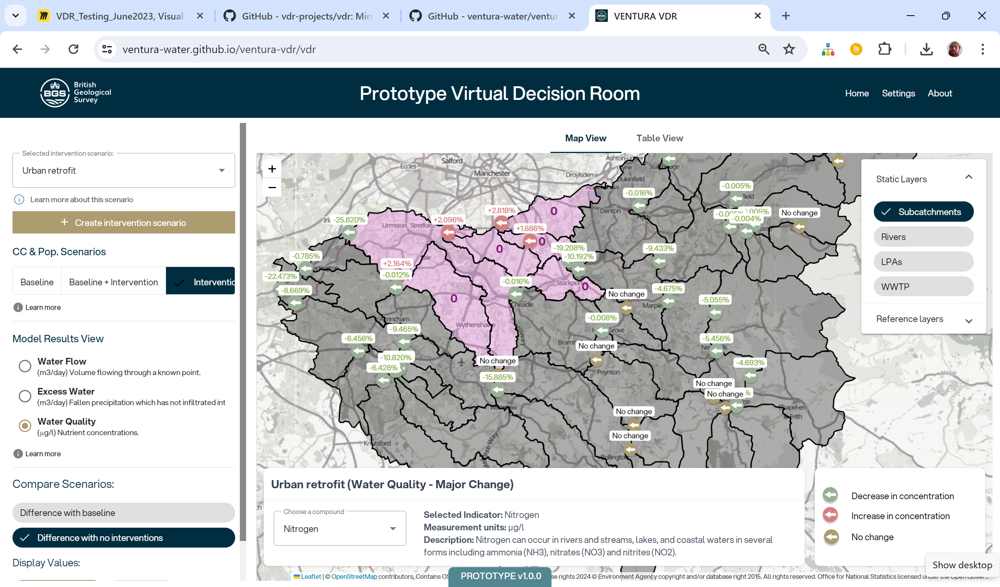 VDR_Testing_June2023, Visual
GitHub - vdr-projects/vdr: Mirr
GitHub - ventura-water/ventur
VENTURA VDR
ventura-water.github.io/ventura-vdr/vdr
BGS
British
Geological
Survey
Prototype Virtual Decision Room
Home
Settings
About
Selected intervention scenario:
Urban retrofit
Learn more about this scenario
+ Create intervention scenario
CC & Pop. Scenarios
Baseline
Baseline + Intervention
Interventio
Learn more
Model Results View
Water Flow
(m3/day) Volume flowing through a known point.
Excess Water
(m3/day) Fallen precipitation which has not infiltrated int
Water Quality
(µg/l) Nutrient concentrations.
Learn more
Compare Scenarios:
Difference with baseline
Difference with no interventions
Display Values:
Map View
Table View
+
−
Salford
Eccles
Manchester
Droylsden
Ashton-under-
Lyne
Dukinfield
Denton
Hyde
-0.016%
-0.005%
-0.004%
No change
+2.818%
-25.820%
+2.096%
+1.886%
0
0
0
Urmston
Stretford
Sale
-19.208%
-10.192%
-9.433%
-0.785%
+2.164%
-22.473%
-0.012%
-8.669%
-0.016%
Stockport
0
0
Cheadle
No change
-4.675%
Marple
-5.055%
Altrincham
Wythenshawe
Kingsway
-0.008%
Grove
-9.465%
-6.456%
-5.456%
No change
-10.820%
-6.428%
No change
-15.885%
-4.693%
Poynton
No change
No change
Hope
Wilmslow
Chapel-en-
le-Frith
No change
No change
Knutsford
Bollington
Static Layers
Subcatchments
Rivers
LPAs
WWTP
Reference layers
Urban retrofit (Water Quality - Major Change)
Choose a compound
Nitrogen
Selected Indicator: Nitrogen
Measurement units: µg/l
Description: Nitrogen can occur in rivers and streams, lakes, and coastal waters in several
forms including ammonia (NH3), nitrates (NO3) and nitrites (NO2).
Decrease in concentration
Increase in concentration
No change
Show desktop
Leaflet | © OpenStreetMap contributors, Contains OS
PROTOTYPE v1.0.0
se rights 2024 © Environment Agency copyright and/or database right 2015. All rights reserved. Office for National Statistics licensed under the Open Gover...